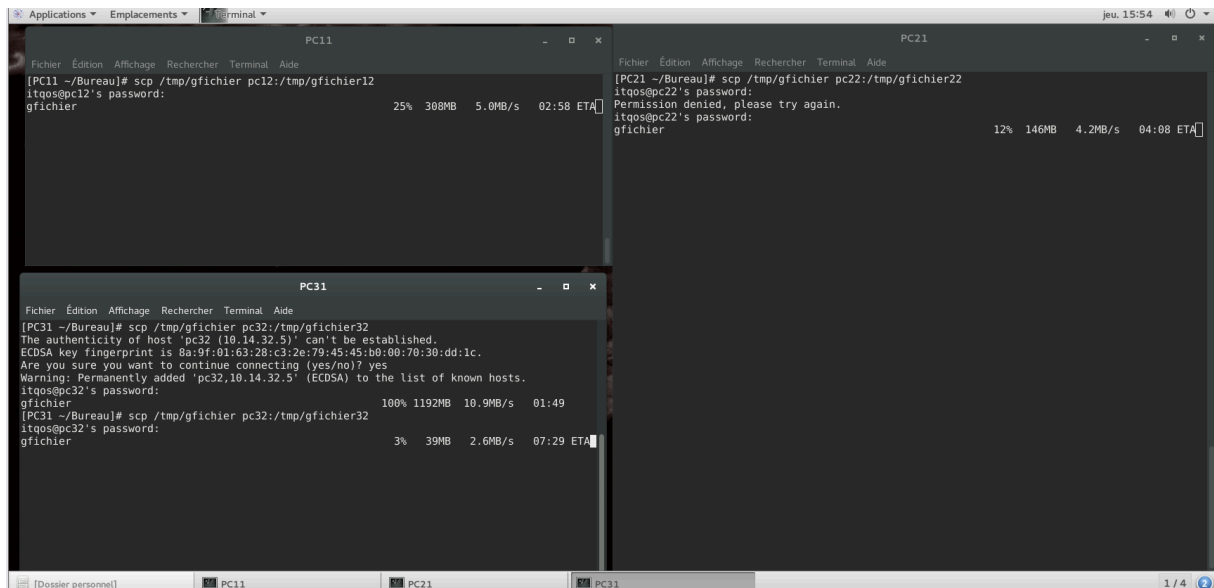 Applications Emplacements Terminal jeu. 15:54
PC11
Fichier Édition Affichage Rechercher Terminal Aide
[PC11 ~/Bureau]# scp /tmp/gfichier pc12:/tmp/gfichier12
itqos@pc12's password:
gfichier 25% 308MB 5.0MB/s 02:58 ETA
PC21
Fichier Édition Affichage Rechercher Terminal Aide
[PC21 ~/Bureau]# scp /tmp/gfichier pc22:/tmp/gfichier22
itqos@pc22's password:
Permission denied, please try again.
itqos@pc22's password:
gfichier 12% 146MB 4.2MB/s 04:08 ETA
PC31
Fichier Édition Affichage Rechercher Terminal Aide
[PC31 ~/Bureau]# scp /tmp/gfichier pc32:/tmp/gfichier32
The authenticity of host 'pc32 (10.14.32.5)' can't be established.
ECDSA key fingerprint is 8a:9f:01:63:28:c3:2e:79:45:45:b0:00:70:30:dd:1c.
Are you sure you want to continue connecting (yes/no)? yes
Warning: Permanently added 'pc32,10.14.32.5' (ECDSA) to the list of known hosts.
itqos@pc32's password:
gfichier 100% 1192MB 10.9MB/s 01:49
[PC31 ~/Bureau]# scp /tmp/gfichier pc32:/tmp/gfichier32
itqos@pc32's password:
gfichier 3% 39MB 2.6MB/s 07:29 ETA
[Dossier personnel] PC11 PC21 PC31 1 / 4 2